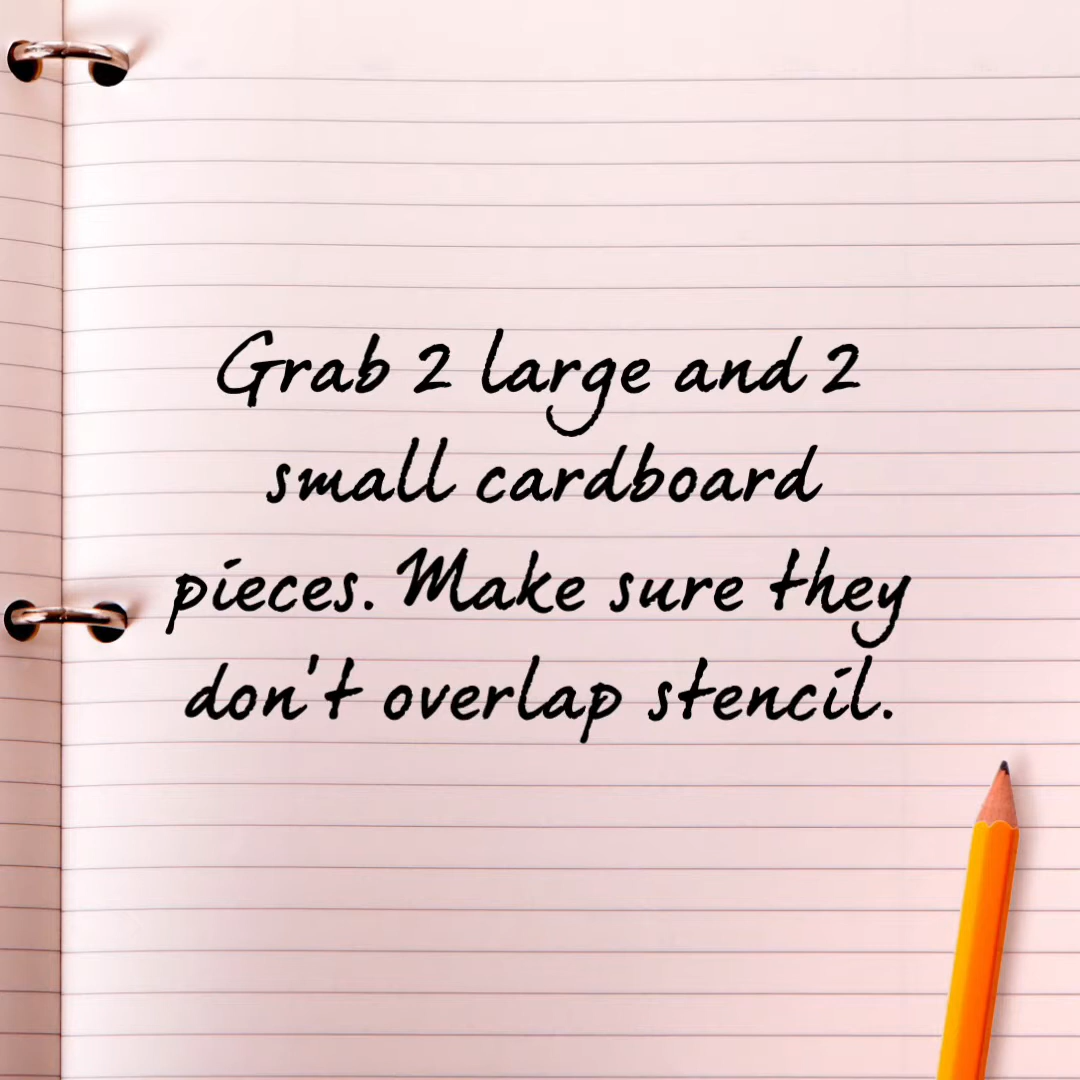 Grab 2 large and 2
small cardboard
pieces. Make sure they
don't overlap stencil.